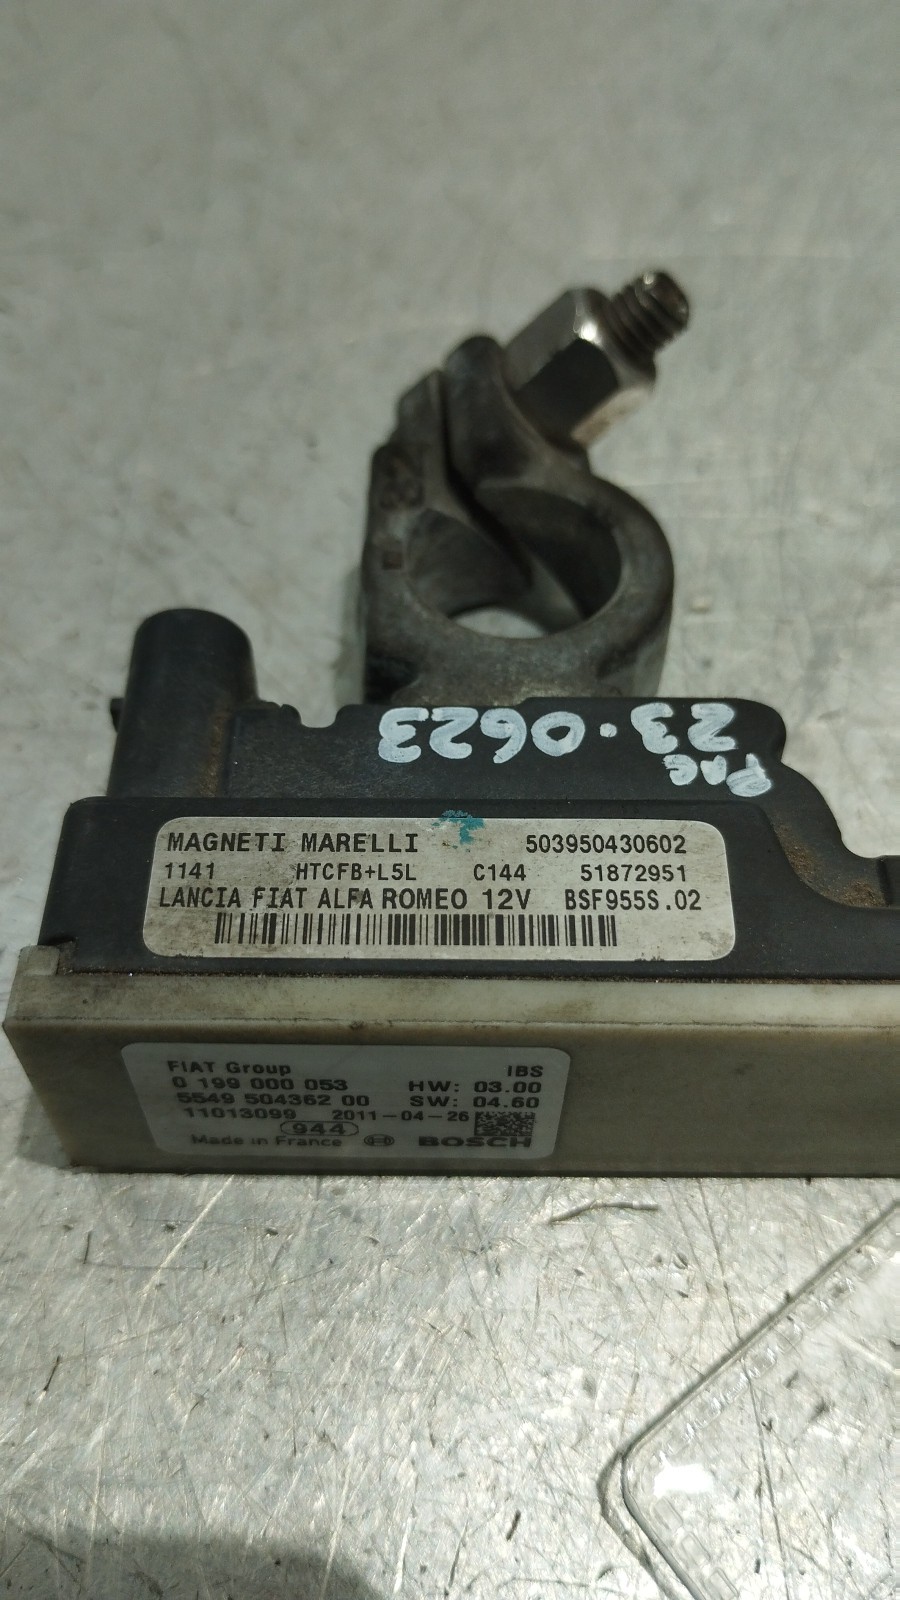 PAC
23.0623
MAGNETI MARELLI 503950430602
1141 HTCFB+L5L C144 51872951
LANCIA FIAT ALFA ROMEO 12V BSF955S.02
FIAT Group IBS
0 199 000 053 HW: 03.00
5549 504362 00 SW: 04.60
11013099 2011-04-26
944
Made in France BOSCH